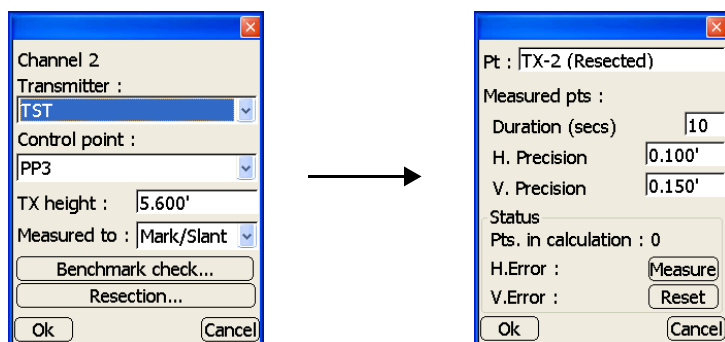 Channel 2
Transmitter :
TST
Control point :
PP3
TX height : 5.600'
Measured to : Mark/Slant
Benchmark check...
Resection...
Ok Cancel
Pt : TX-2 (Resected)
Measured pts :
Duration (secs) 10
H. Precision 0.100'
V. Precision 0.150'
Status
Pts. in calculation : 0
H.Error : Measure
V.Error : Reset
Ok Cancel